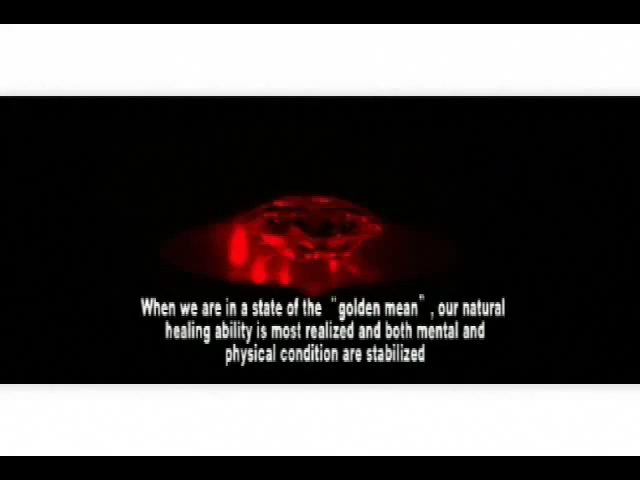 When we are in a state of the “golden mean”, our natural
healing ability is most realized and both mental and
physical condition are stabilized